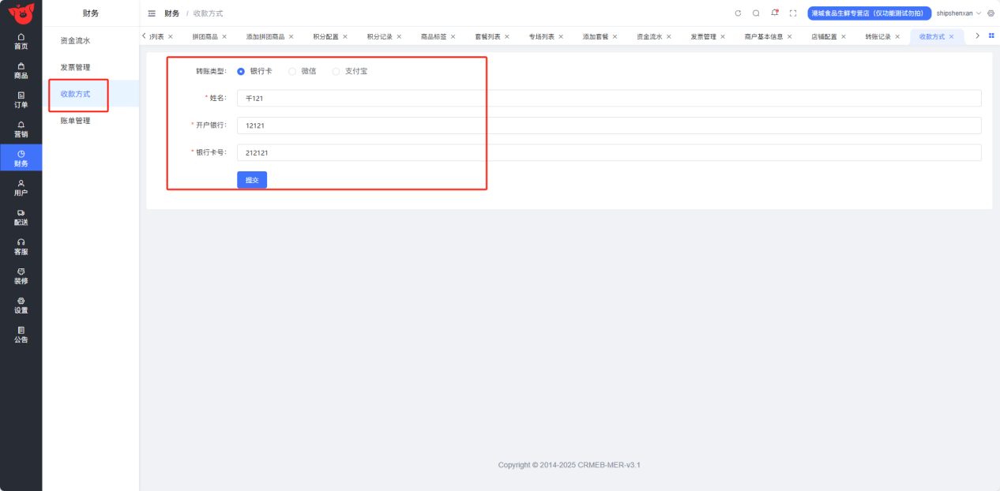 财务
财务 / 收款方式
港城食品生鲜专营店（仅功能测试勿拍）
shipshenxan
列表
拼团商品
添加拼团商品
积分配置
积分记录
商品标签
套餐列表
专场列表
添加套餐
资金流水
发票管理
商户基本信息
店铺配置
转账记录
收款方式
首页
商品
订单
营销
财务
用户
配送
客服
装修
设置
公告
资金流水
发票管理
收款方式
账单管理
转账类型： 银行卡 微信 支付宝
* 姓名： 千121
* 开户银行： 12121
* 银行卡号： 212121
提交
Copyright © 2014-2025 CRMEB-MER-v3.1